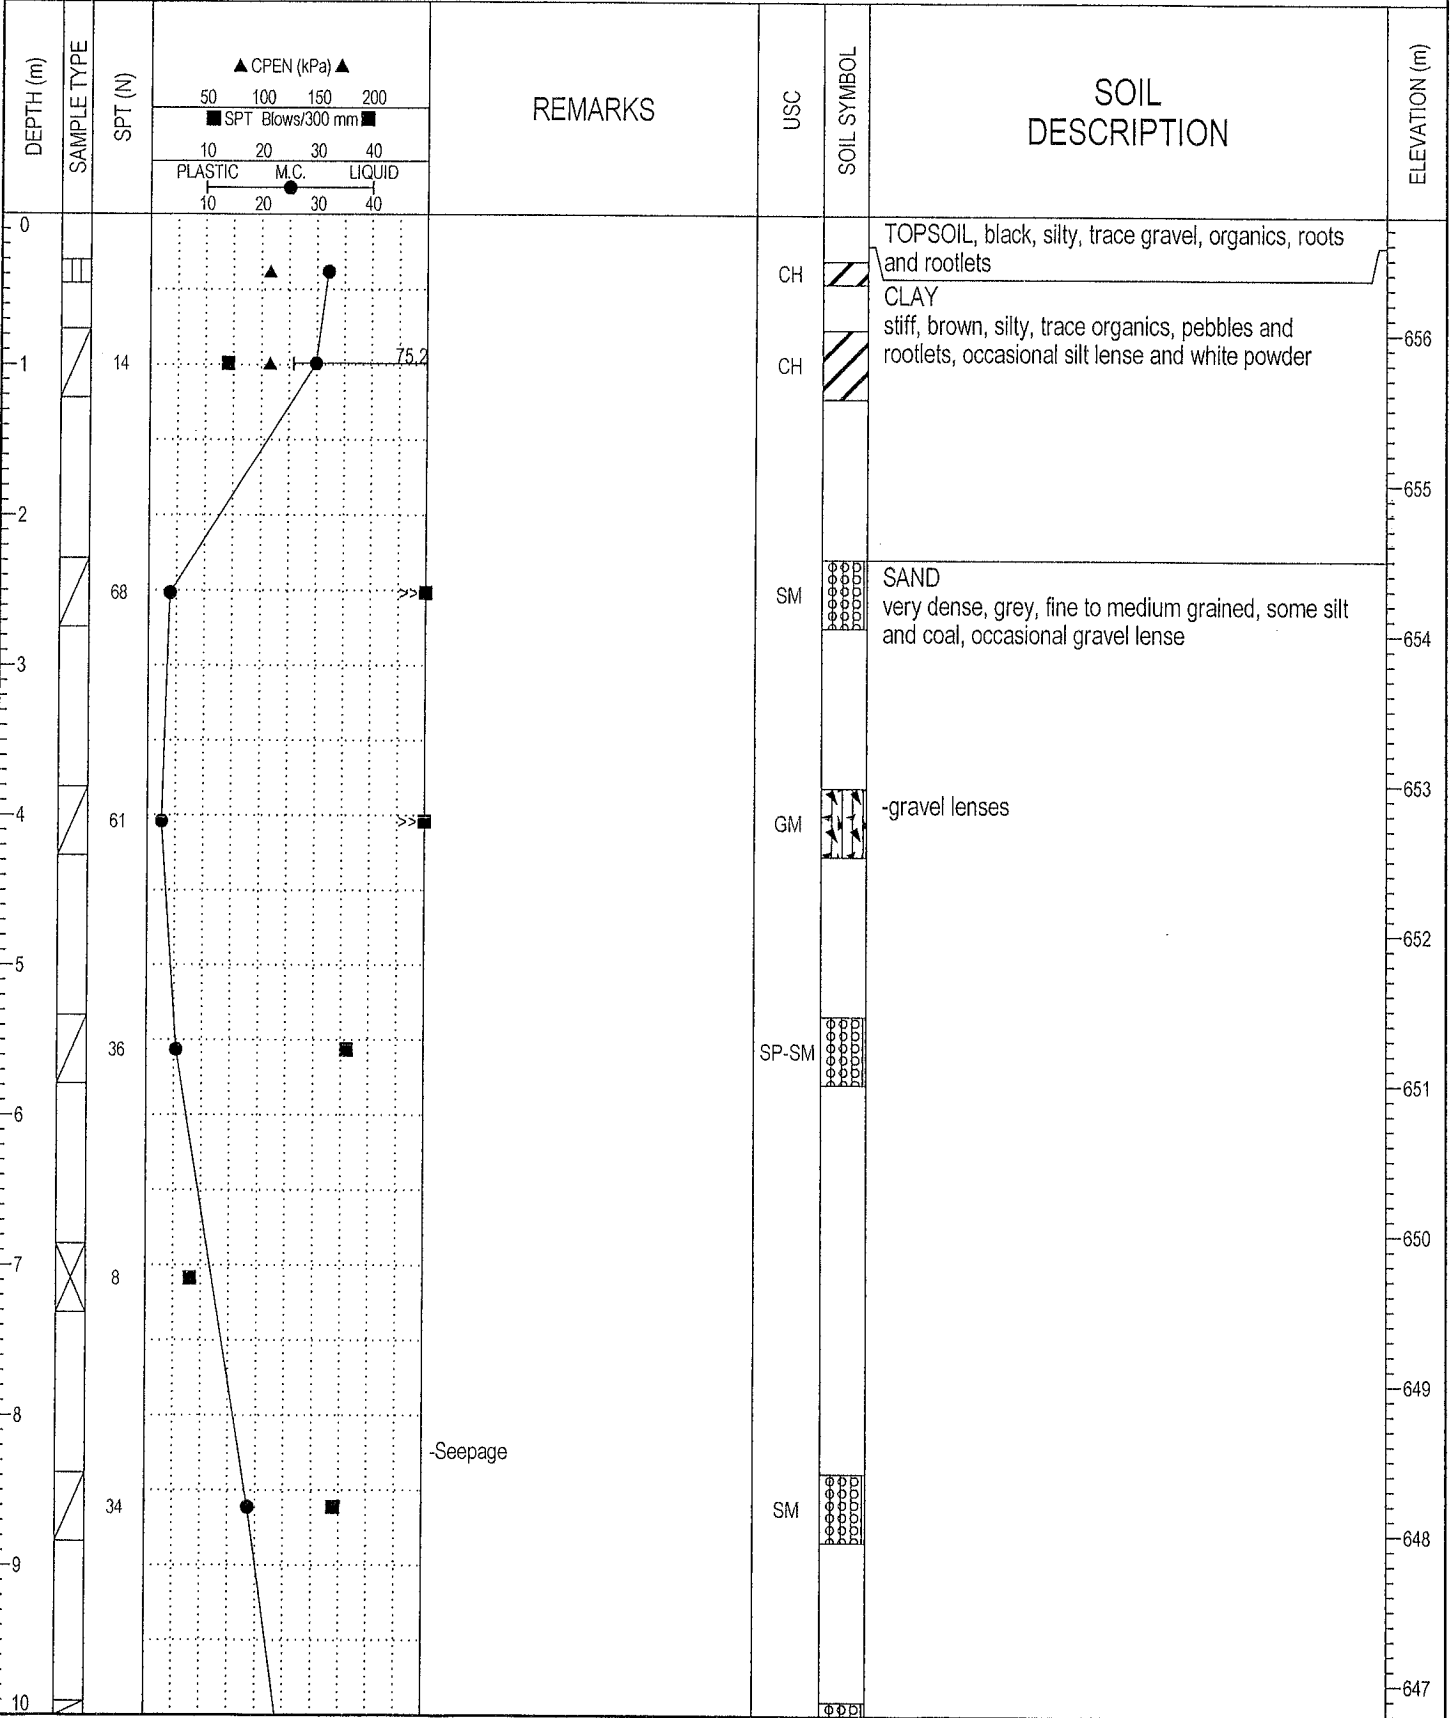 DEPTH (m)
SAMPLE TYPE
SPT (N)
▲ CPEN (kPa) ▲
50 100 150 200
■ SPT Blows/300 mm ■
10 20 30 40
PLASTIC M.C. LIQUID
10 20 30 40
REMARKS
USC
SOIL SYMBOL
SOIL
DESCRIPTION
ELEVATION (m)
0
TOPSOIL, black, silty, trace gravel, organics, roots
and rootlets
CH
CLAY
stiff, brown, silty, trace organics, pebbles and
rootlets, occasional silt lense and white powder
656
1
14
75.2
CH
655
2
68
>>
SM
SAND
very dense, grey, fine to medium grained, some silt
and coal, occasional gravel lense
654
3
653
4
61
>>
GM
-gravel lenses
652
5
36
SP-SM
651
6
650
7
8
649
8
-Seepage
34
SM
648
9
647
10